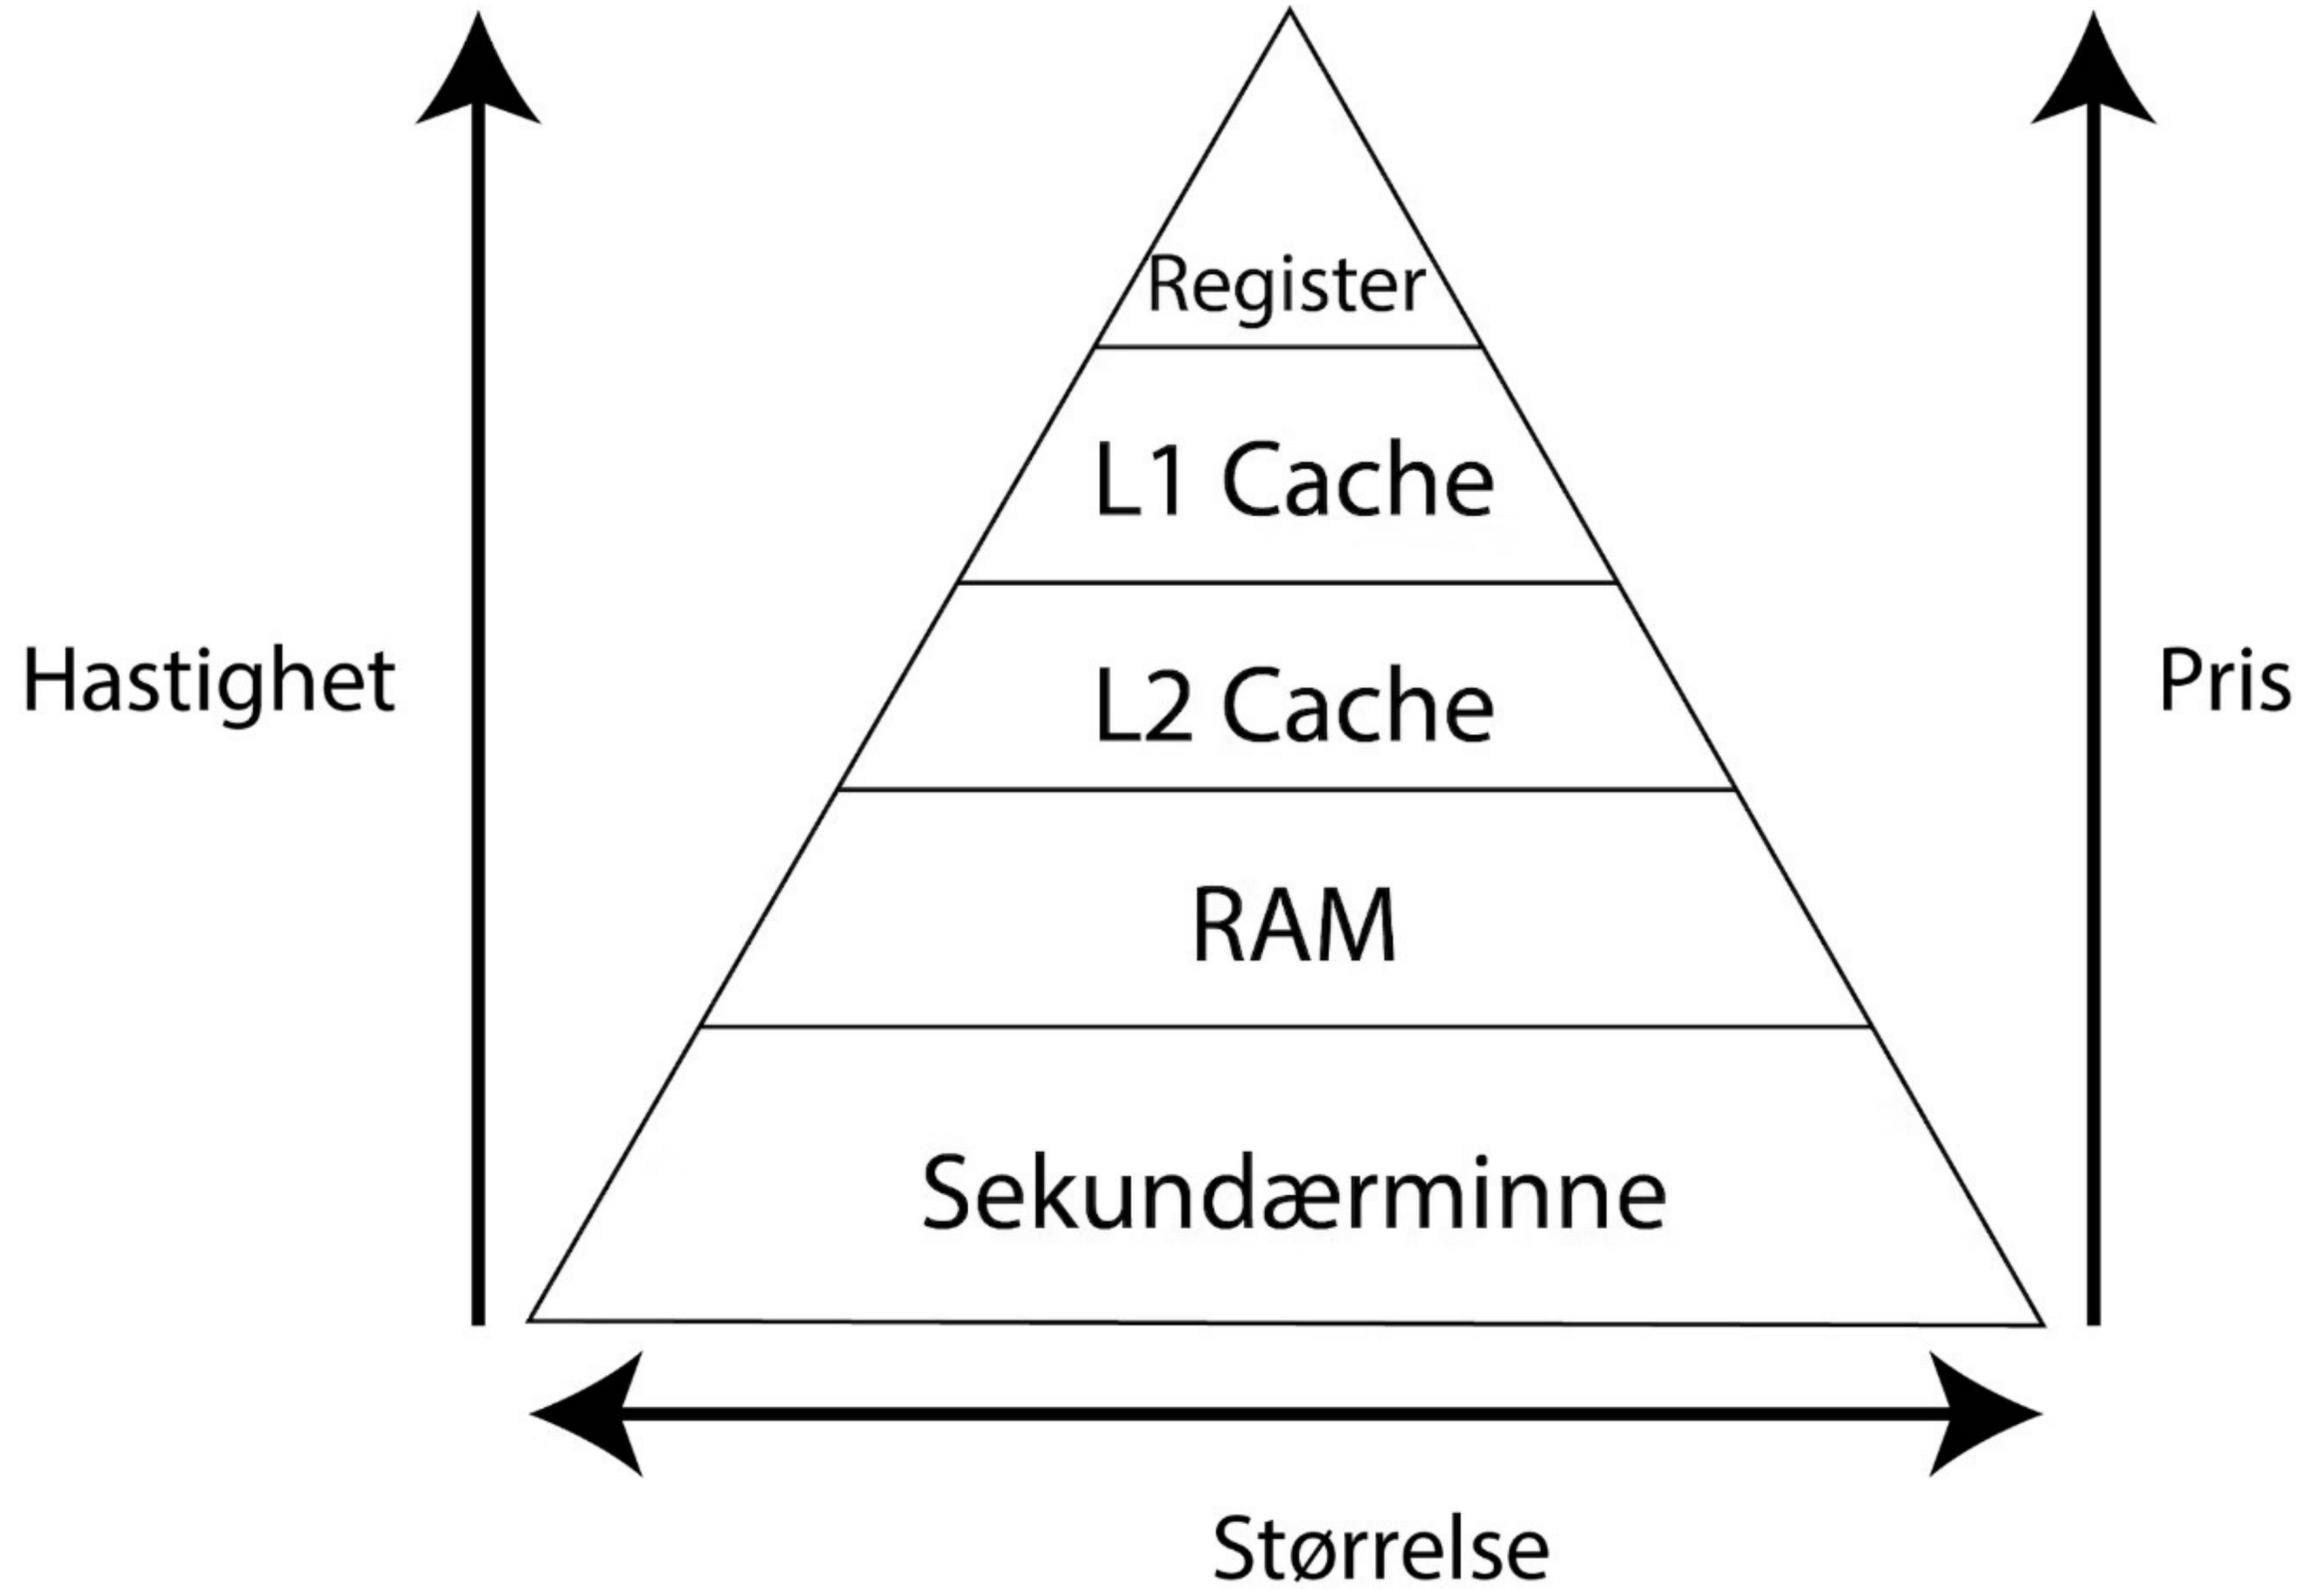 Register
L1 Cache
Hastighet
L2 Cache
Pris
RAM
Sekundærminne
Størrelse